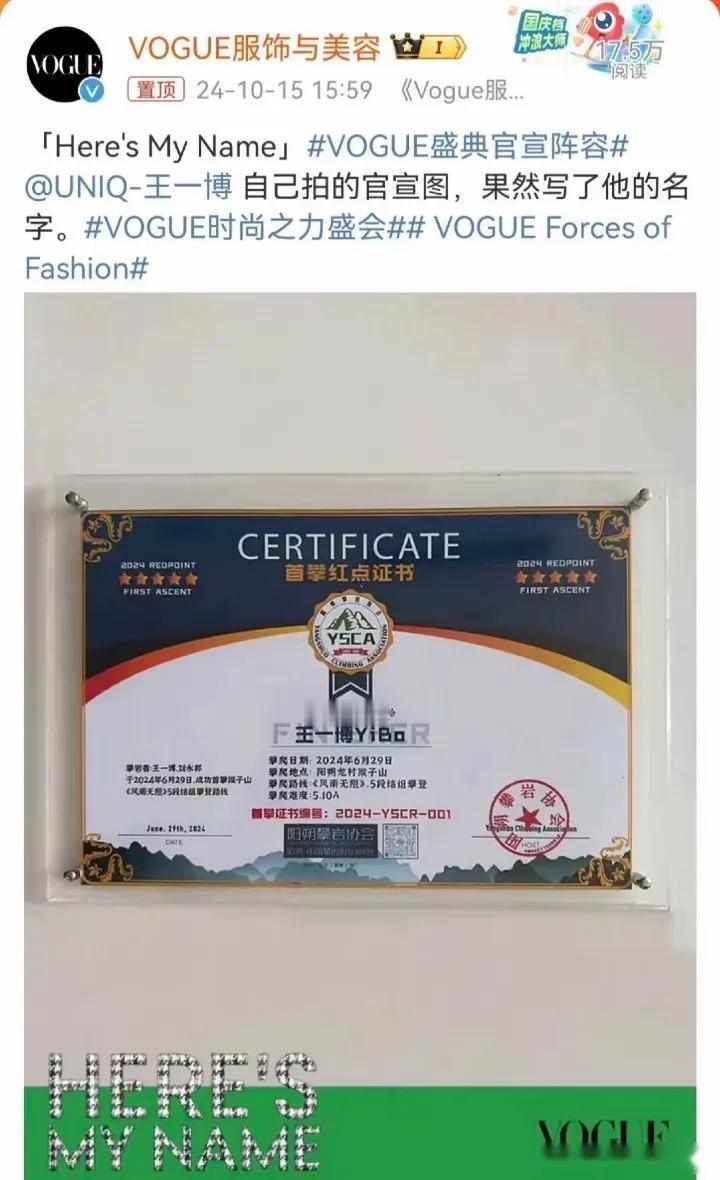 VOGUE
VOGUE服饰与美容
I
国庆档
冲浪大师
17.5万
阅读
置顶 24-10-15 15:59 《Vogue服...
「Here's My Name」#VOGUE盛典官宣阵容#
@UNIQ-王一博 自己拍的官宣图，果然写了他的名
字。#VOGUE时尚之力盛会## VOGUE Forces of
Fashion#
CERTIFICATE
首攀红点证书
2024 REDPOINT
FIRST ASCENT
2024 REDPOINT
FIRST ASCENT
YSCA
YANGSHUO CLIMBING ASSOCIATION
王一博YiBo
攀岩者:王一博,刘永邦
于2024年6月29日,成功首攀猴子山
《风雨无阻》5段结组攀登路线
攀爬日期: 2024年6月29日
攀爬地点: 阳朔龙村猴子山
攀爬路线:《风雨无阻》,5段结组攀登
攀爬难度:5.10A
首攀证书编号: 2024-YSCR-001
June, 29th, 2024
DATE
阳朔攀岩协会
Yangshuo Climbing Association
HOST
HERE'S
MY NAME
VOGUE